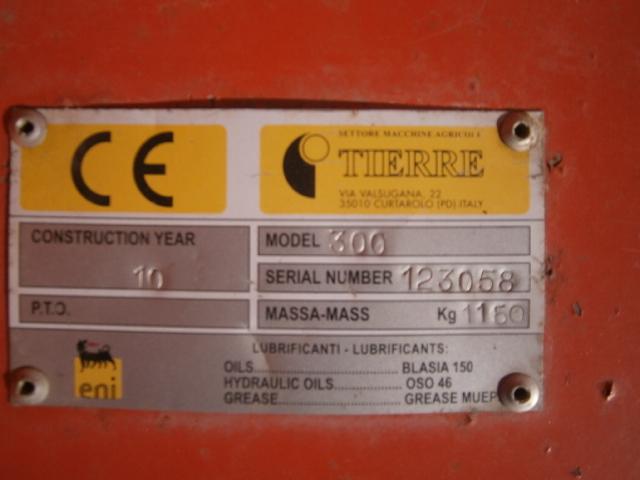 CE
SETTORE MACCHINE AGRICOLE
TIERRE
VIA VALSUGANA, 22
35010 CURTAROLO (PD) ITALY
CONSTRUCTION YEAR
10
MODEL 300
SERIAL NUMBER 123058
P.T.O.
MASSA-MASS Kg 1150
LUBRIFICANTI - LUBRIFICANTS:
OILS.................... BLASIA 150
HYDRAULIC OILS.................... OSO 46
GREASE.................... GREASE MUEP
eni